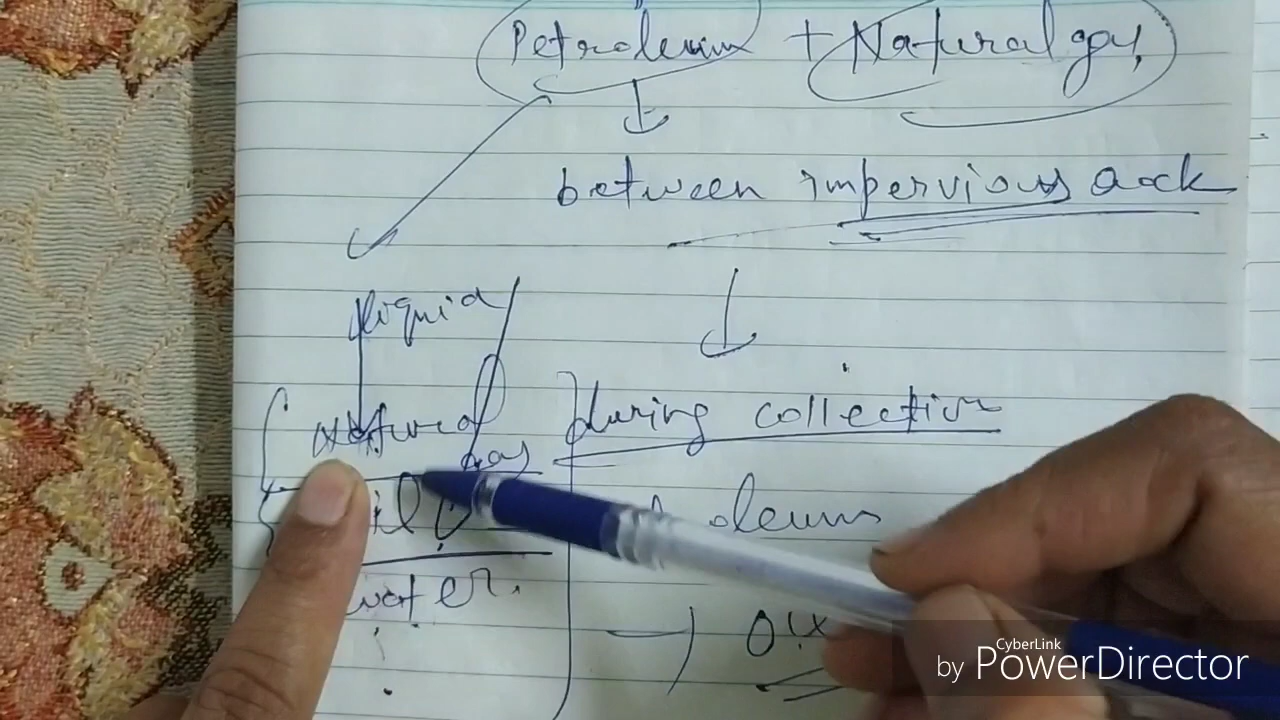 Petroleum + Natural gas
between impervious rock
liquid
Natural gas
during collection
oil
water.
CyberLink
by PowerDirector